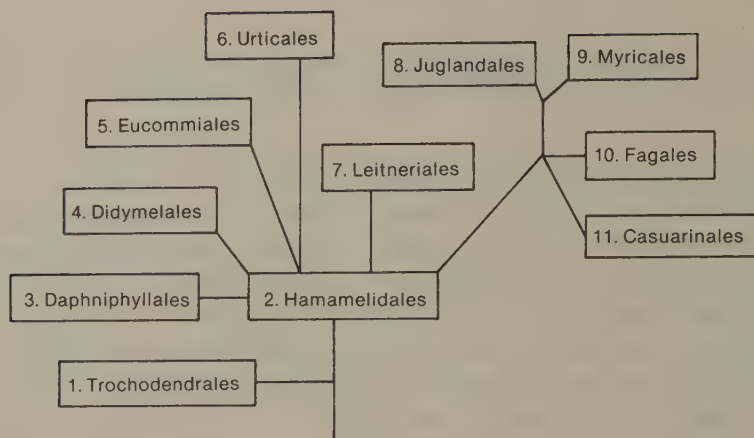 6. Urticales
9. Myricales
8. Juglandales
5. Eucommiales
10. Fagales
7. Leitneriales
4. Didymelales
11. Casuarinales
3. Daphniphyllales
2. Hamamelidales
1. Trochodendrales